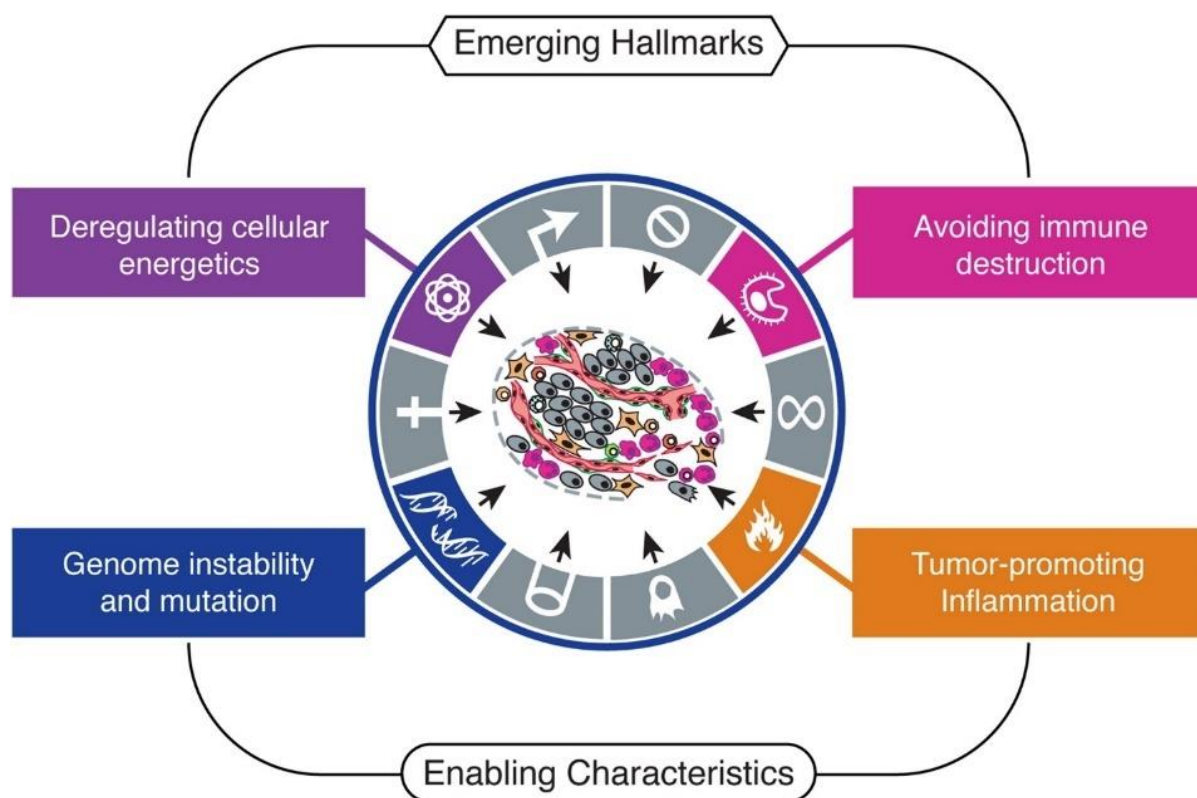 Emerging Hallmarks
Deregulating cellular
energetics
Avoiding immune
destruction
Genome instability
and mutation
Tumor-promoting
Inflammation
Enabling Characteristics